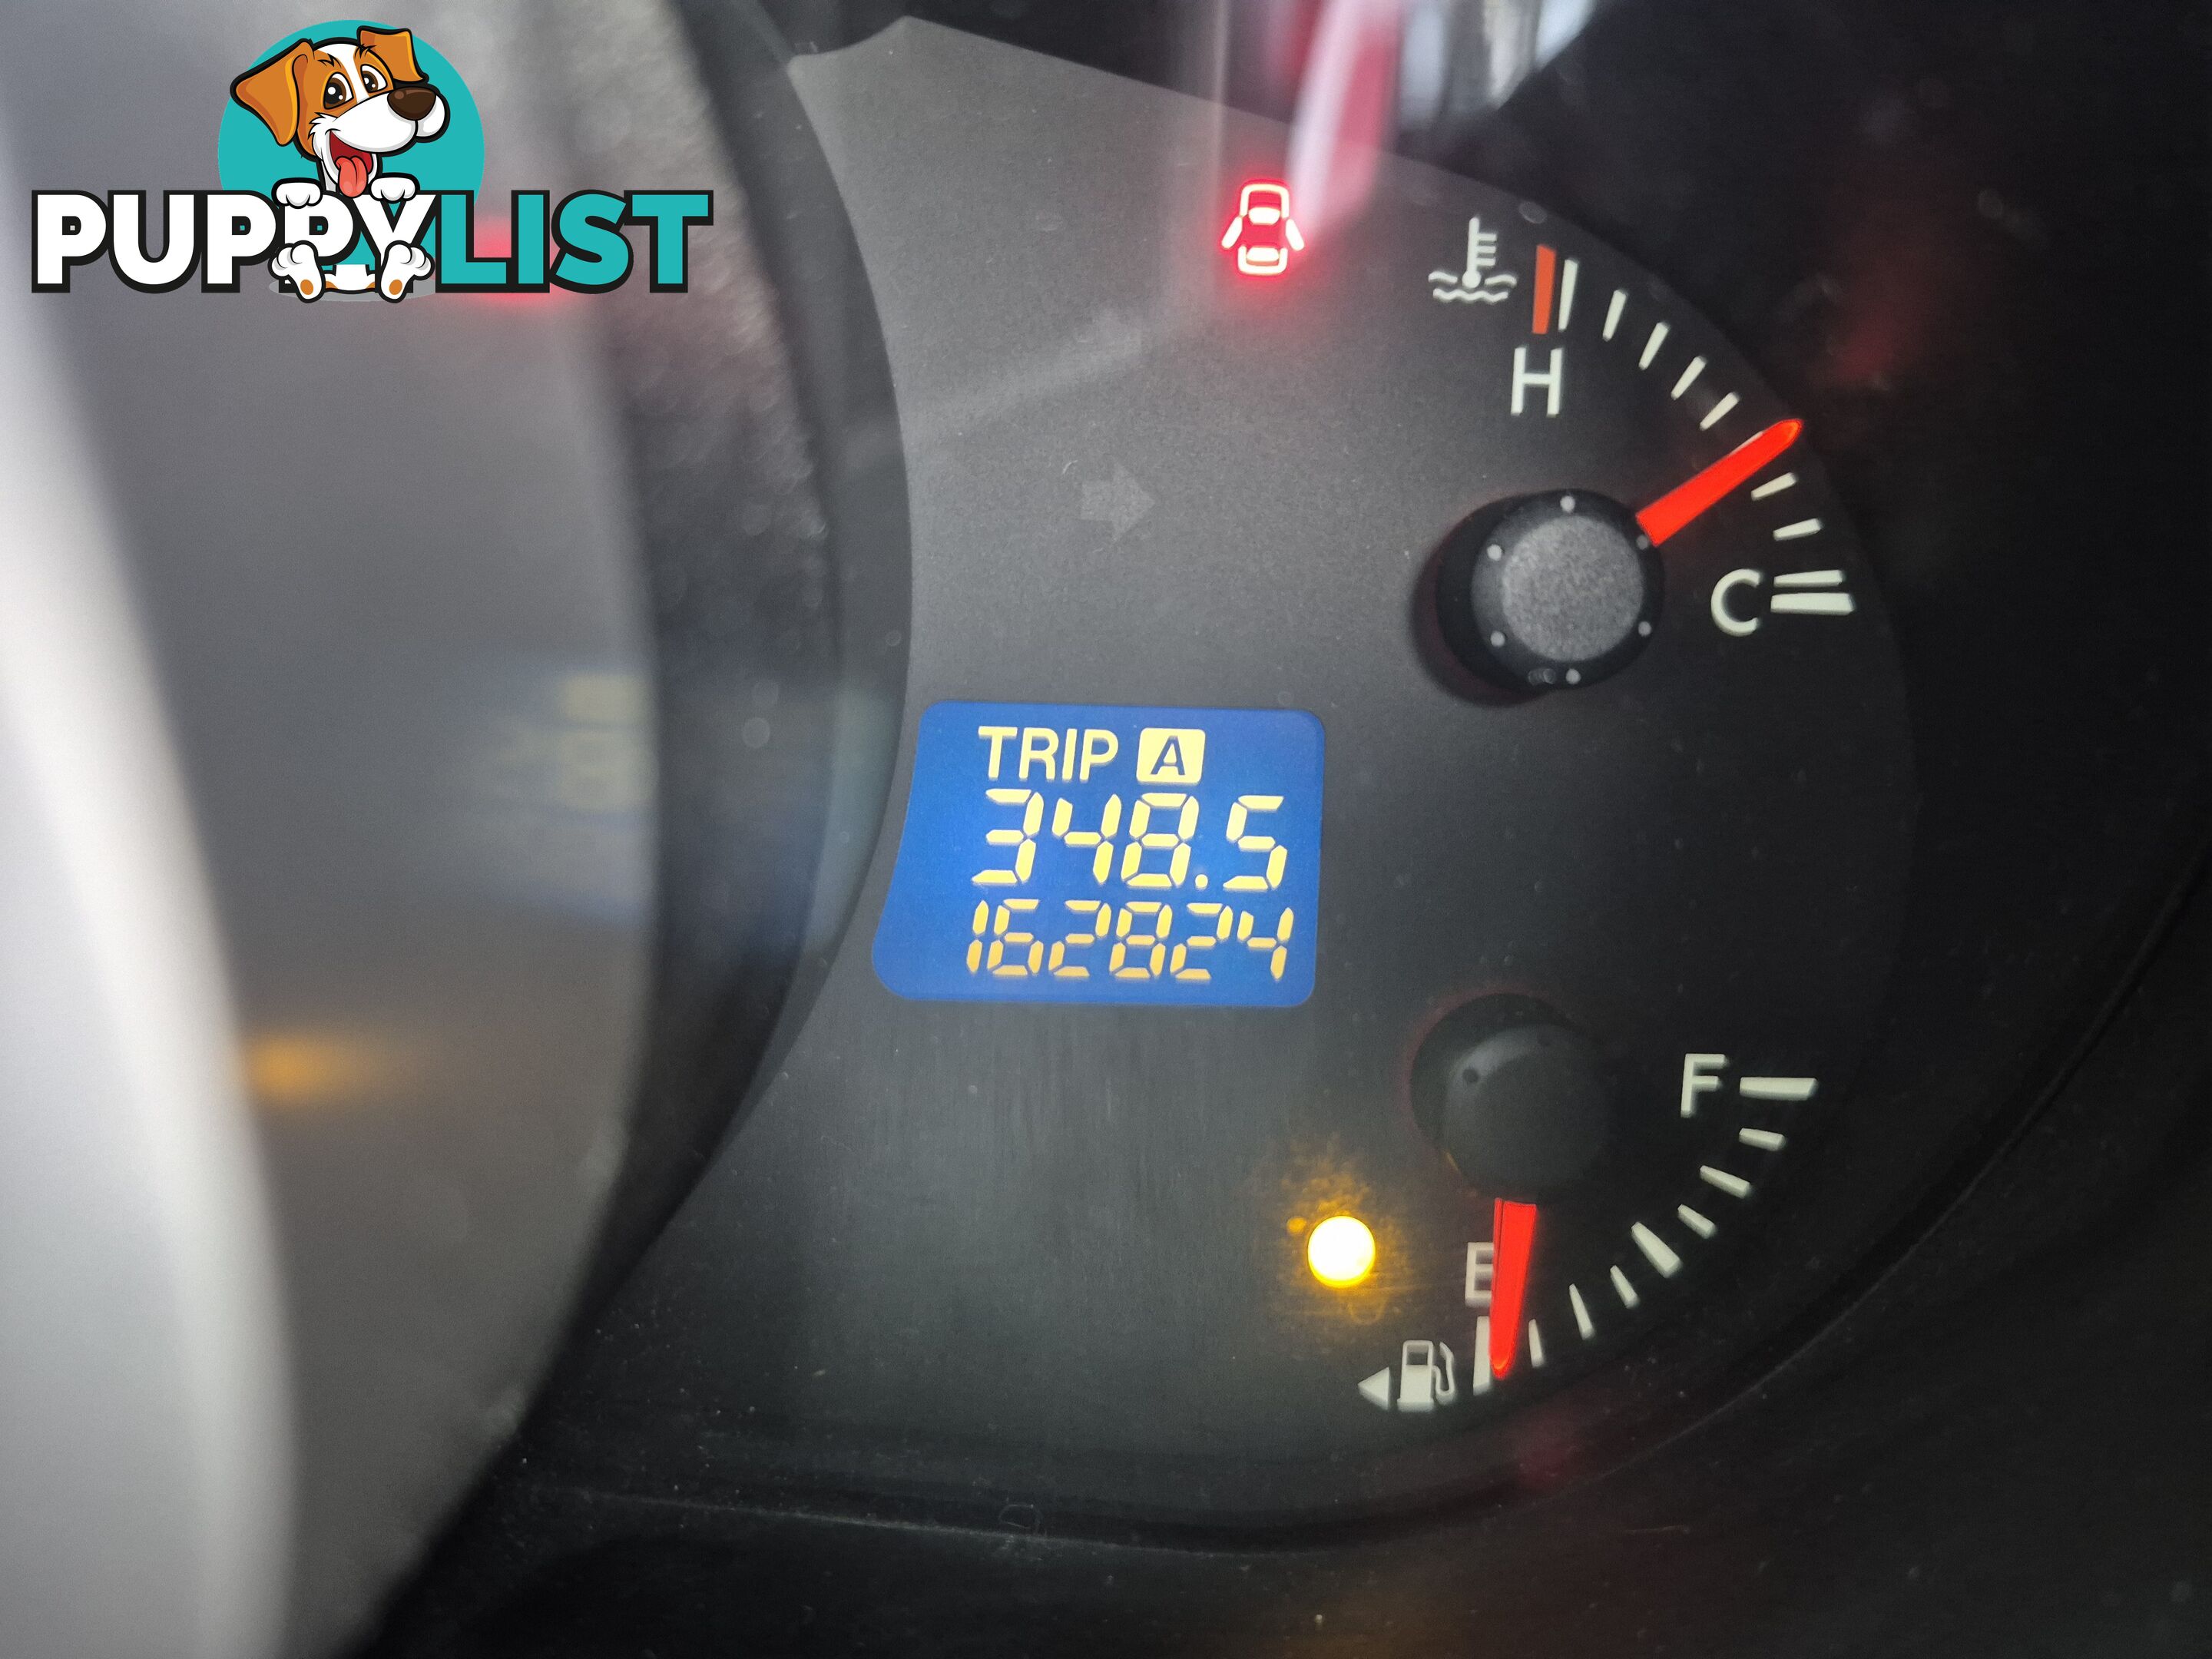 PUPPYLIST
H
C
TRIP A
348.5
162824
F
E